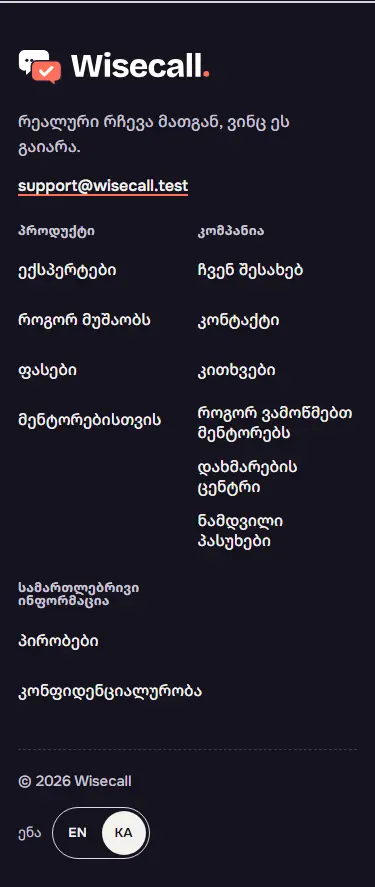 Wisecall.
რეალური რჩევა მათგან, ვინც ეს
გაიარა.
support@wisecall.test
პროდუქტი
ექსპერტები
როგორ მუშაობს
ფასები
მენტორებისთვის
კომპანია
ჩვენ შესახებ
კონტაქტი
კითხვები
როგორ ვამოწმებთ
მენტორებს
დახმარების
ცენტრი
ნამდვილი
პასუხები
სამართლებრივი
ინფორმაცია
პირობები
კონფიდენციალურობა
© 2026 Wisecall
ენა EN KA